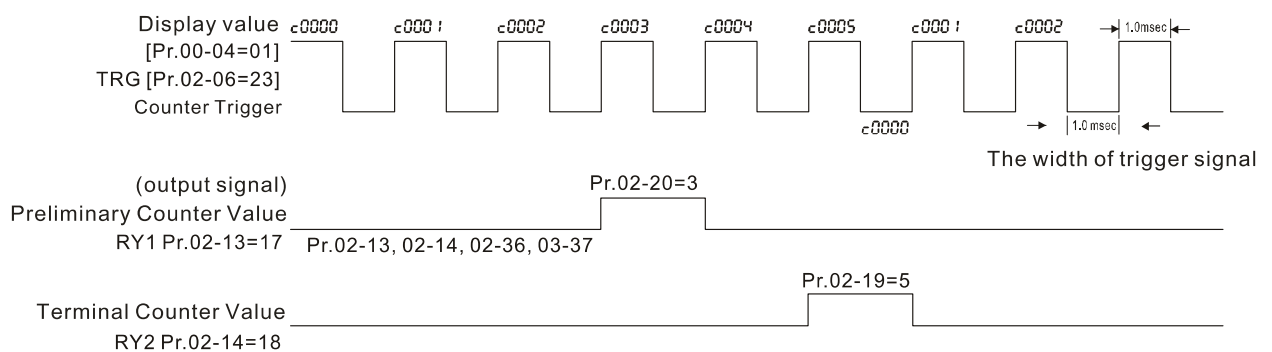 Display value c0000 c0001 c0002 c0003 c0004 c0005 c0001 c0002 1.0msec
[Pr.00-04=01]
TRG [Pr.02-06=23]
Counter Trigger
c0000 1.0 msec
The width of trigger signal
(output signal) Pr.02-20=3
Preliminary Counter Value
RY1 Pr.02-13=17 Pr.02-13, 02-14, 02-36, 03-37
Pr.02-19=5
Terminal Counter Value
RY2 Pr.02-14=18